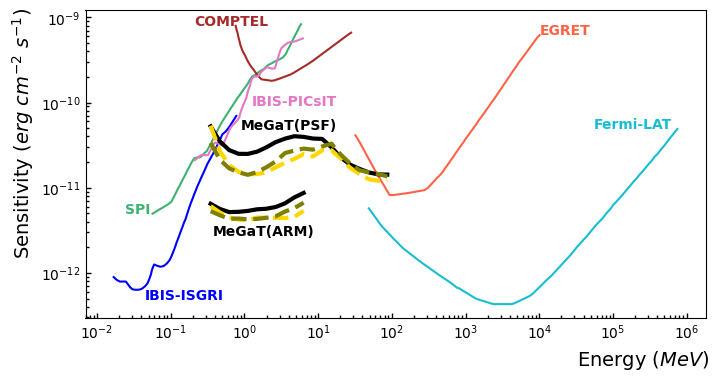 COMPTEL
EGRET
IBIS-PICsIT
MeGaT(PSF)
Fermi-LAT
SPI
MeGaT(ARM)
IBIS-ISGRI
Sensitivity (erg cm⁻² s⁻¹)
10⁻⁹
10⁻¹⁰
10⁻¹¹
10⁻¹²
10⁻² 10⁻¹ 10⁰ 10¹ 10² 10³ 10⁴ 10⁵ 10⁶
Energy (MeV)